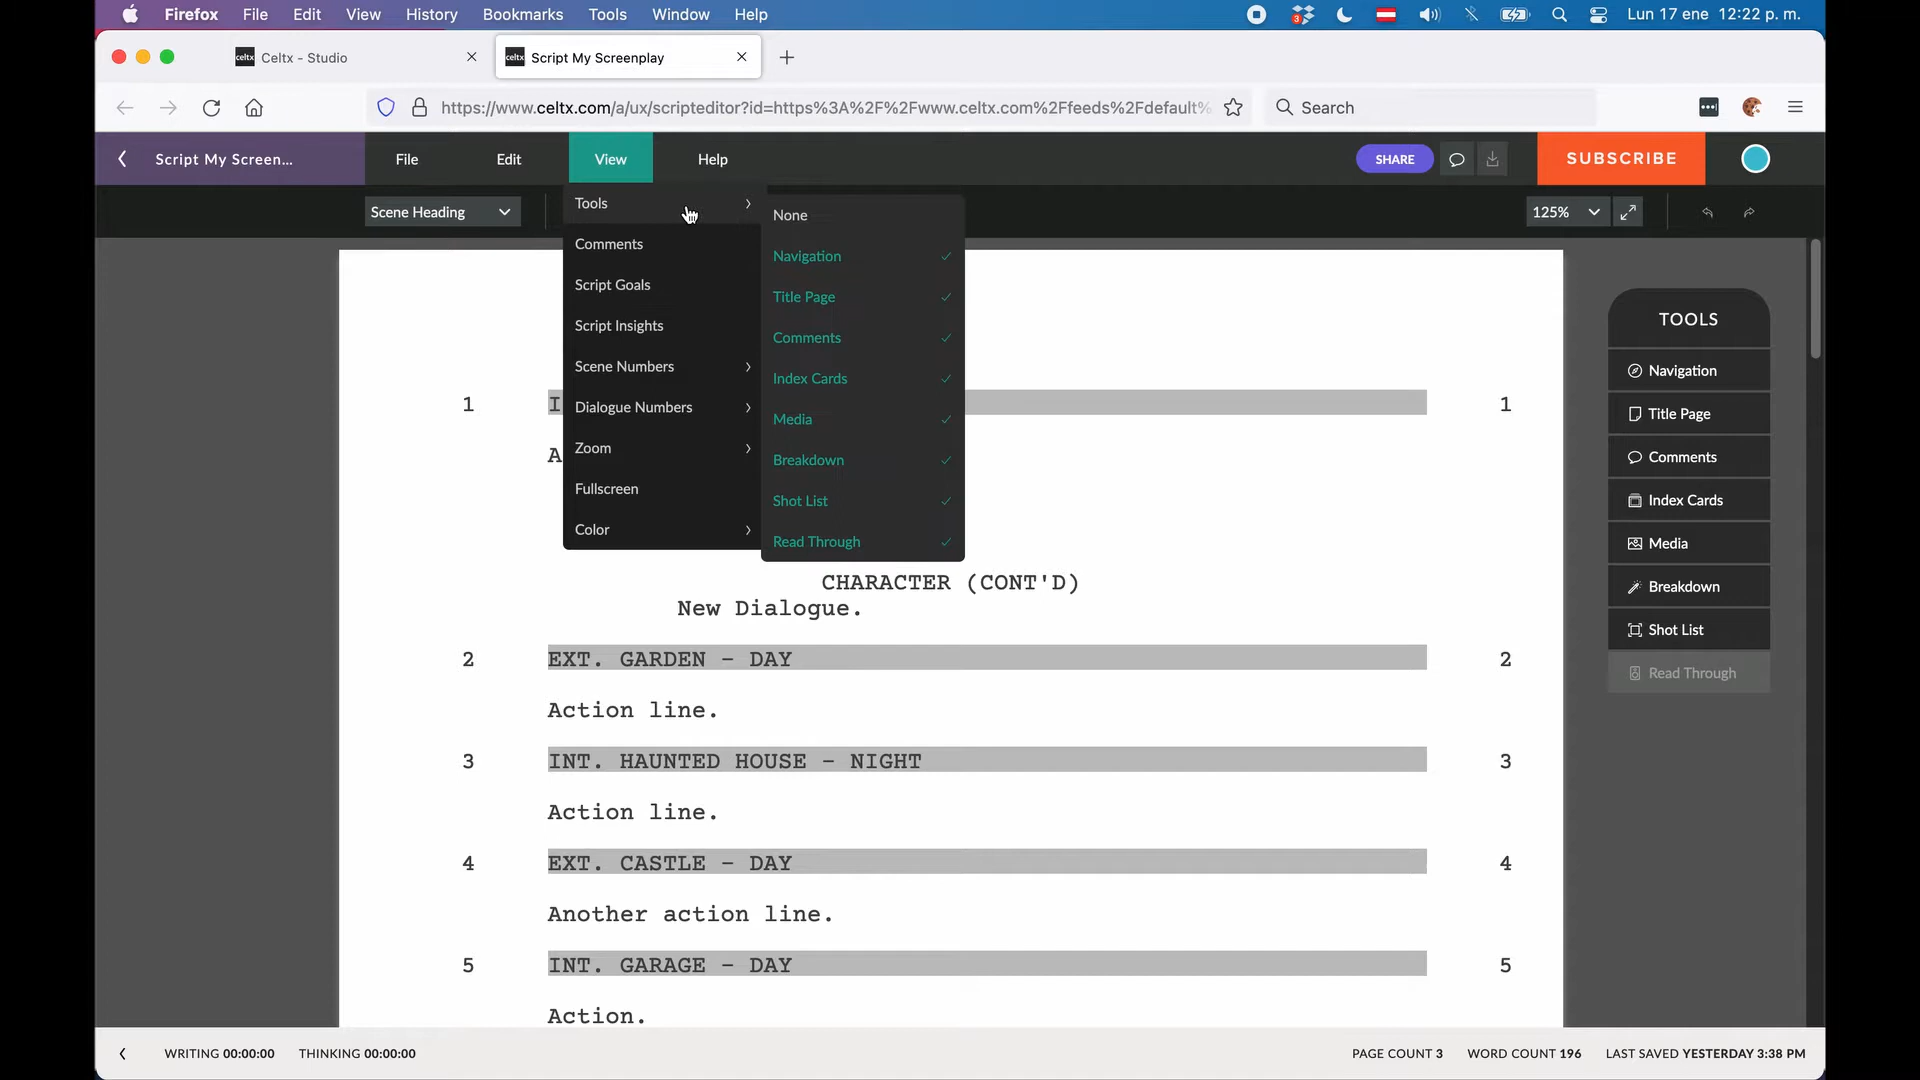 Firefox File Edit View History Bookmarks Tools Window Help 3 Lun 17 ene 12:22 p. m.
celtx Celtx - Studio celtx Script My Screenplay
https://www.celtx.com/a/ux/scripteditor?id=https%3A%2F%2Fwww.celtx.com%2Ffeeds%2Fdefault% Search
Script My Screen... File Edit View Help SHARE SUBSCRIBE
Scene Heading 125%
Tools
Comments
Script Goals
Script Insights
Scene Numbers
Dialogue Numbers
Zoom
Fullscreen
Color
None
Navigation
Title Page
Comments
Index Cards
Media
Breakdown
Shot List
Read Through
1 I 1
A
CHARACTER (CONT'D)
New Dialogue.
2 EXT. GARDEN - DAY 2
Action line.
3 INT. HAUNTED HOUSE - NIGHT 3
Action line.
4 EXT. CASTLE - DAY 4
Another action line.
5 INT. GARAGE - DAY 5
Action.
TOOLS
Navigation
Title Page
Comments
Index Cards
Media
Breakdown
Shot List
Read Through
WRITING 00:00:00 THINKING 00:00:00 PAGE COUNT 3 WORD COUNT 196 LAST SAVED YESTERDAY 3:38 PM